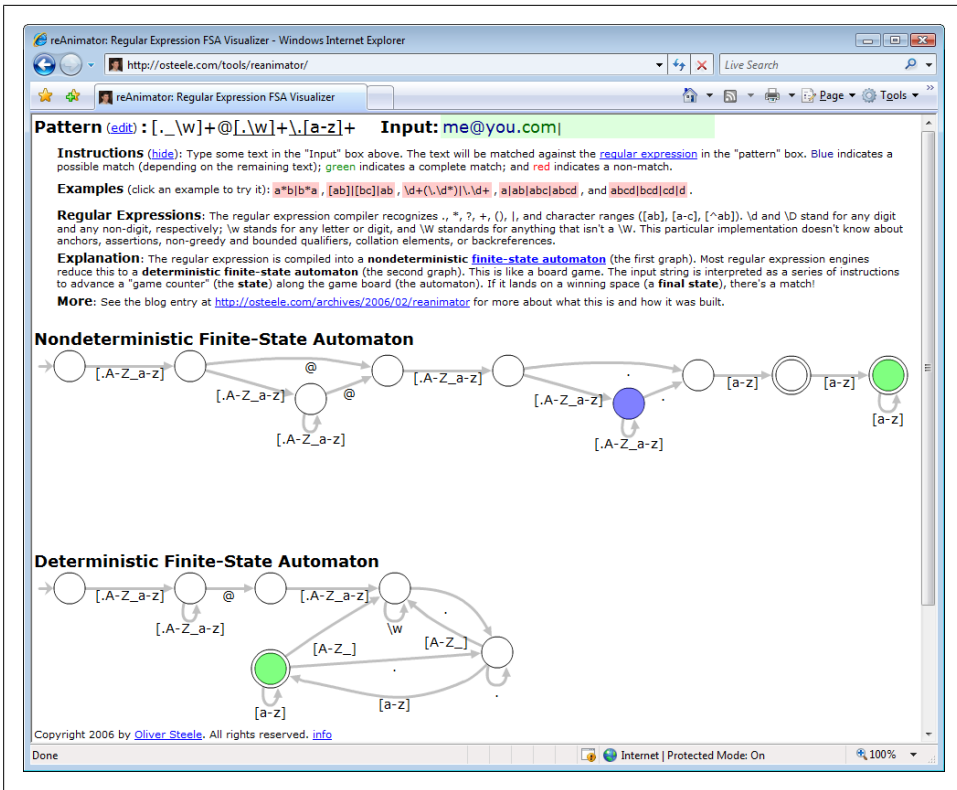 reAnimator: Regular Expression FSA Visualizer - Windows Internet Explorer
http://osteele.com/tools/reanimator/
Live Search
reAnimator: Regular Expression FSA Visualizer
Page
Tools
Pattern (edit) : [._\w]+@[.\w]+\.[a-z]+ Input: me@you.com|
Instructions (hide): Type some text in the "Input" box above. The text will be matched against the regular expression in the "pattern" box. Blue indicates a
possible match (depending on the remaining text); green indicates a complete match; and red indicates a non-match.
Examples (click an example to try it): a*b|b*a , [ab]|[bc]|ab , \d+(\.\d*)|\.\d+ , a|ab|abc|abcd , and abcd|bcd|cd|d .
Regular Expressions: The regular expression compiler recognizes ., *, ?, +, (), |, and character ranges ([ab], [a-c], [^ab]). \d and \D stand for any digit
and any non-digit, respectively; \w stands for any letter or digit, and \W standards for anything that isn't a \W. This particular implementation doesn't know about
anchors, assertions, non-greedy and bounded qualifiers, collation elements, or backreferences.
Explanation: The regular expression is compiled into a nondeterministic finite-state automaton (the first graph). Most regular expression engines
reduce this to a deterministic finite-state automaton (the second graph). This is like a board game. The input string is interpreted as a series of instructions
to advance a "game counter" (the state) along the game board (the automaton). If it lands on a winning space (a final state), there's a match!
More: See the blog entry at http://osteele.com/archives/2006/02/reanimator for more about what this is and how it was built.
Nondeterministic Finite-State Automaton
[.A-Z_a-z]
@
[.A-Z_a-z]
@
[.A-Z_a-z]
[.A-Z_a-z]
.
[.A-Z_a-z]
.
[.A-Z_a-z]
[a-z]
[a-z]
[a-z]
Deterministic Finite-State Automaton
[.A-Z_a-z]
[.A-Z_a-z]
@
[.A-Z_a-z]
\w
.
[A-Z_]
[A-Z_]
.
.
[a-z]
[a-z]
Copyright 2006 by Oliver Steele. All rights reserved. info
Done
Internet | Protected Mode: On
100%